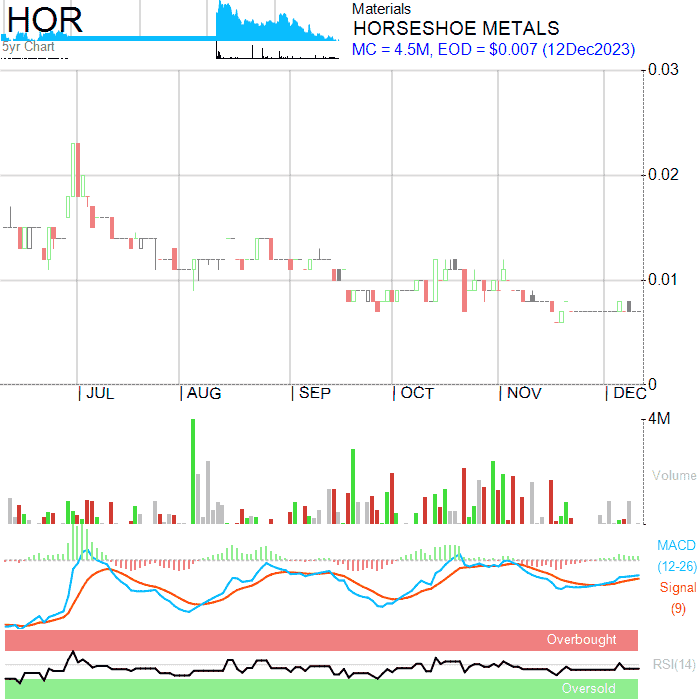 HOR
5yr Chart
Materials
HORSESHOE METALS
MC = 4.5M, EOD = $0.007 (12Dec2023)
0.03
0.02
0.01
0
JUL AUG SEP OCT NOV DEC
4M
Volume
MACD
(12-26)
Signal
(9)
Overbought
RSI(14)
Oversold